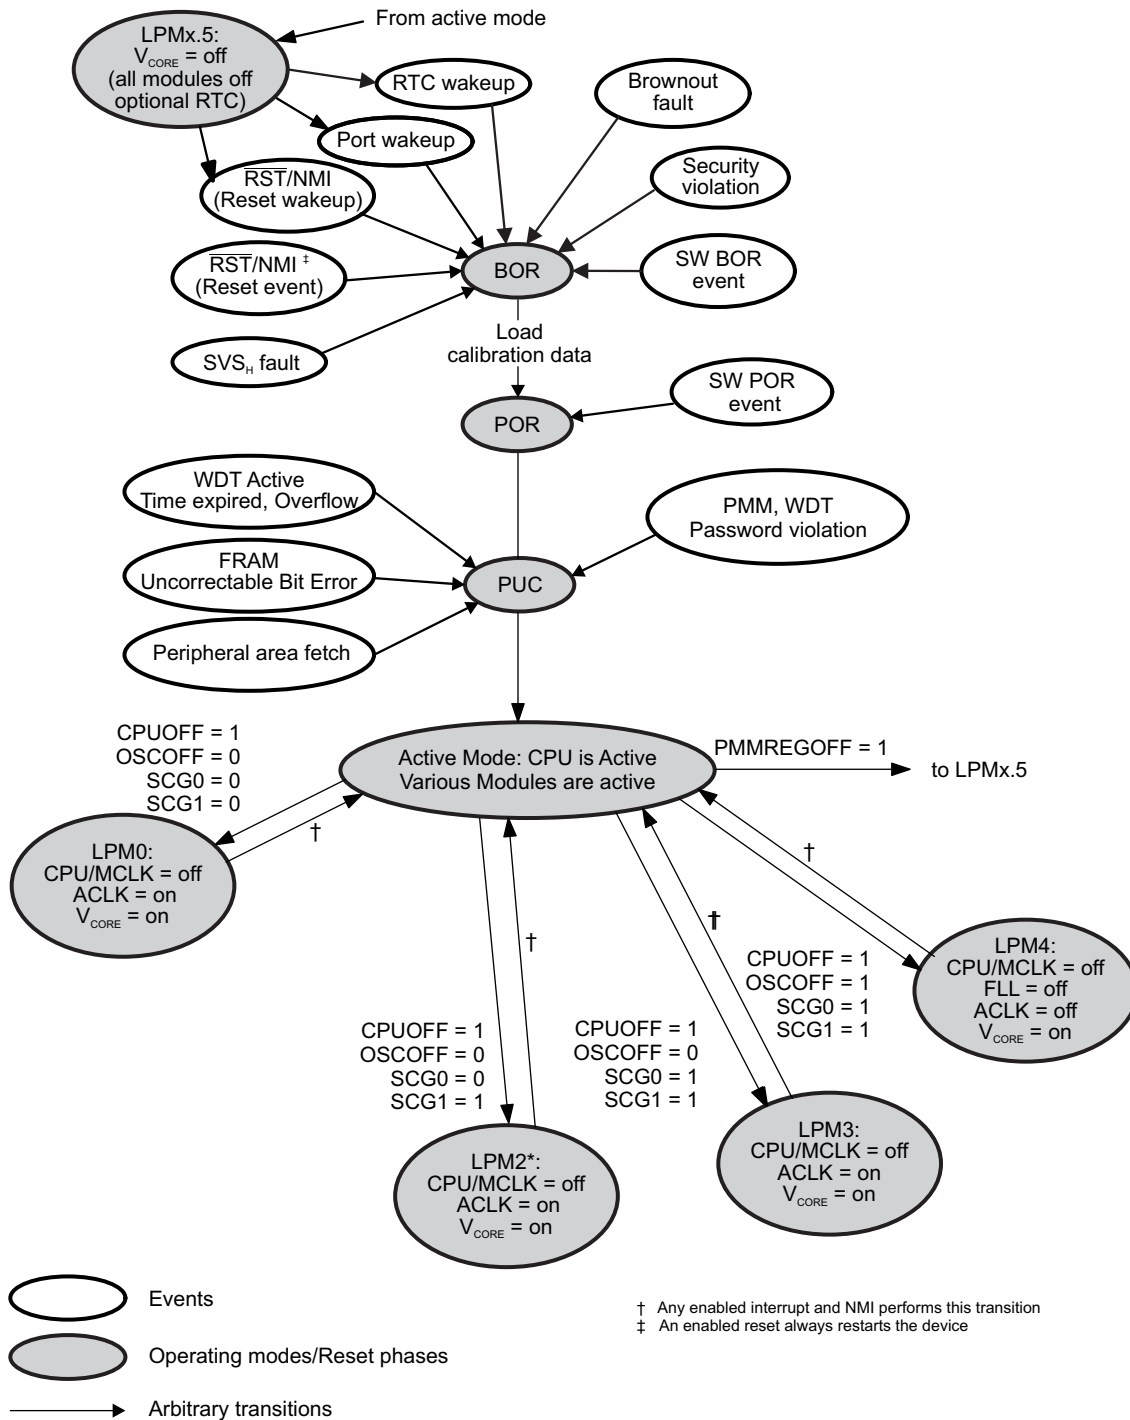 From active mode
LPMx.5:
VCORE = off
(all modules off
optional RTC)
RTC wakeup
Brownout
fault
Port wakeup
Security
violation
RST/NMI
(Reset wakeup)
RST/NMI ‡
(Reset event)
BOR
SW BOR
event
SVSH fault
Load
calibration data
SW POR
event
POR
WDT Active
Time expired, Overflow
PMM, WDT
Password violation
FRAM
Uncorrectable Bit Error
PUC
Peripheral area fetch
CPUOFF = 1
OSCOFF = 0
SCG0 = 0
SCG1 = 0
Active Mode: CPU is Active
Various Modules are active
PMMREGOFF = 1
to LPMx.5
†
LPM0:
CPU/MCLK = off
ACLK = on
VCORE = on
†
†
†
CPUOFF = 1
OSCOFF = 1
SCG0 = 1
SCG1 = 1
LPM4:
CPU/MCLK = off
FLL = off
ACLK = off
VCORE = on
CPUOFF = 1
OSCOFF = 0
SCG0 = 0
SCG1 = 1
CPUOFF = 1
OSCOFF = 0
SCG0 = 1
SCG1 = 1
LPM2*:
CPU/MCLK = off
ACLK = on
VCORE = on
LPM3:
CPU/MCLK = off
ACLK = on
VCORE = on
Events
Operating modes/Reset phases
Arbitrary transitions
† Any enabled interrupt and NMI performs this transition
‡ An enabled reset always restarts the device